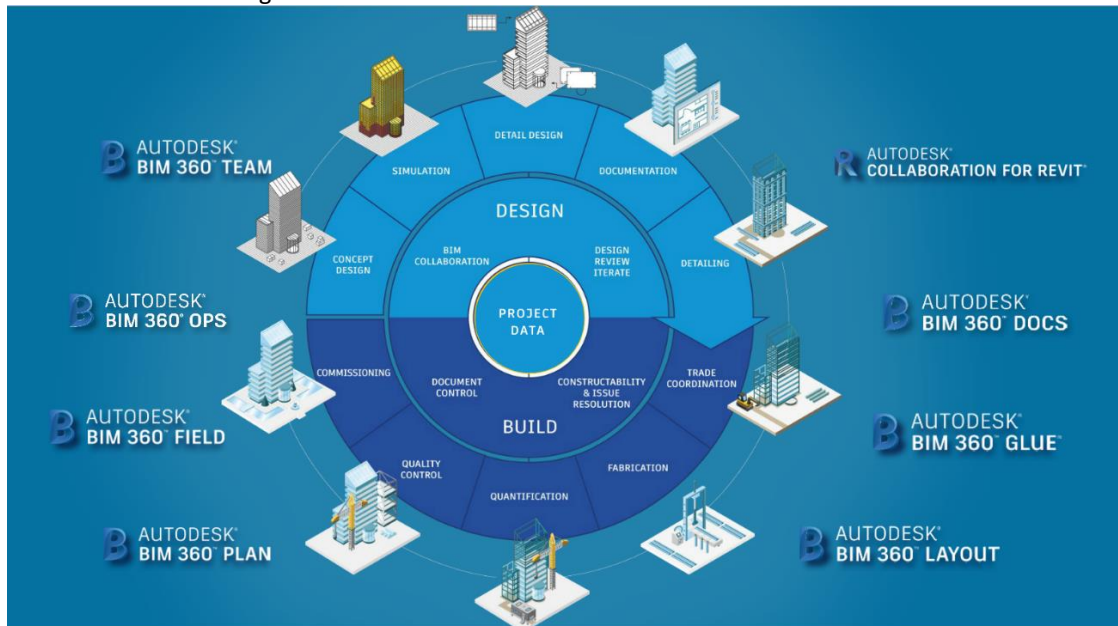 AUTODESK®
BIM 360™ TEAM
AUTODESK®
BIM 360® OPS
AUTODESK®
BIM 360™ FIELD
AUTODESK®
BIM 360™ PLAN
DETAIL DESIGN
SIMULATION
DOCUMENTATION
CONCEPT
DESIGN
DETAILING
DESIGN
BIM
COLLABORATION
DESIGN
REVIEW
ITERATE
PROJECT
DATA
COMMISSIONING
DOCUMENT
CONTROL
CONSTRUCTABILITY
& ISSUE
RESOLUTION
TRADE
COORDINATION
BUILD
QUALITY
CONTROL
FABRICATION
QUANTIFICATION
AUTODESK®
COLLABORATION FOR REVIT®
AUTODESK®
BIM 360™ DOCS
AUTODESK®
BIM 360™ GLUE®
AUTODESK®
BIM 360™ LAYOUT